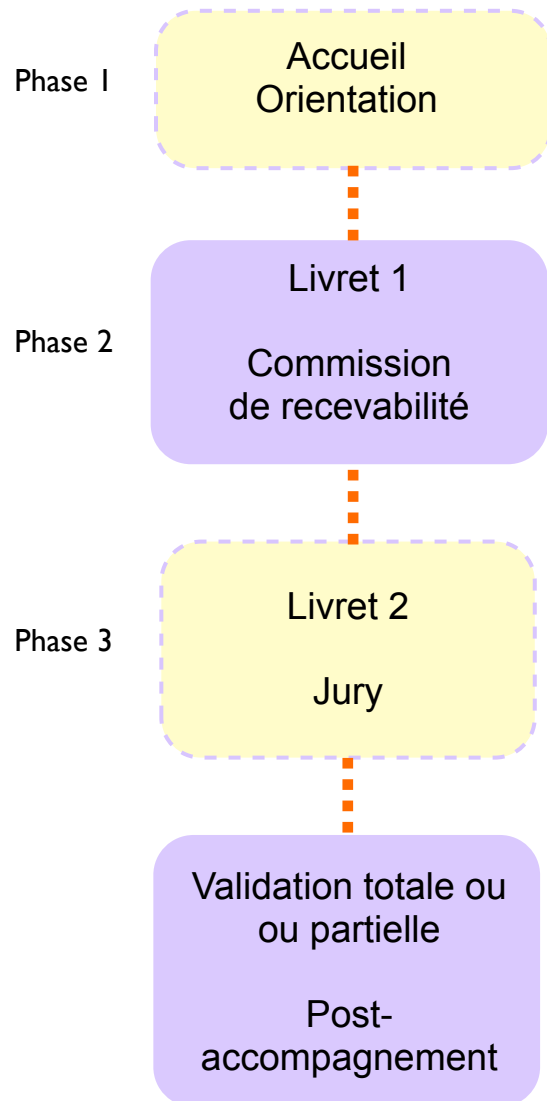 Phase 1
Accueil
Orientation
Phase 2
Livret 1
Commission
de recevabilité
Phase 3
Livret 2
Jury
Validation totale ou
ou partielle
Post-
accompagnement